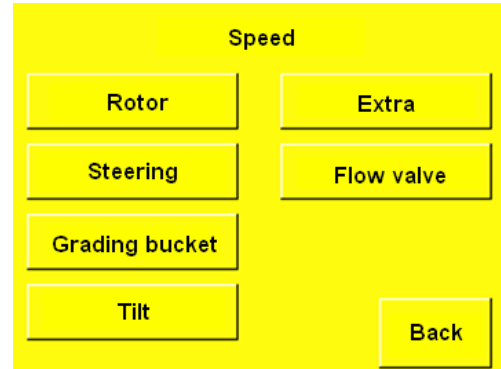 Speed
Rotor
Extra
Steering
Flow valve
Grading bucket
Tilt
Back